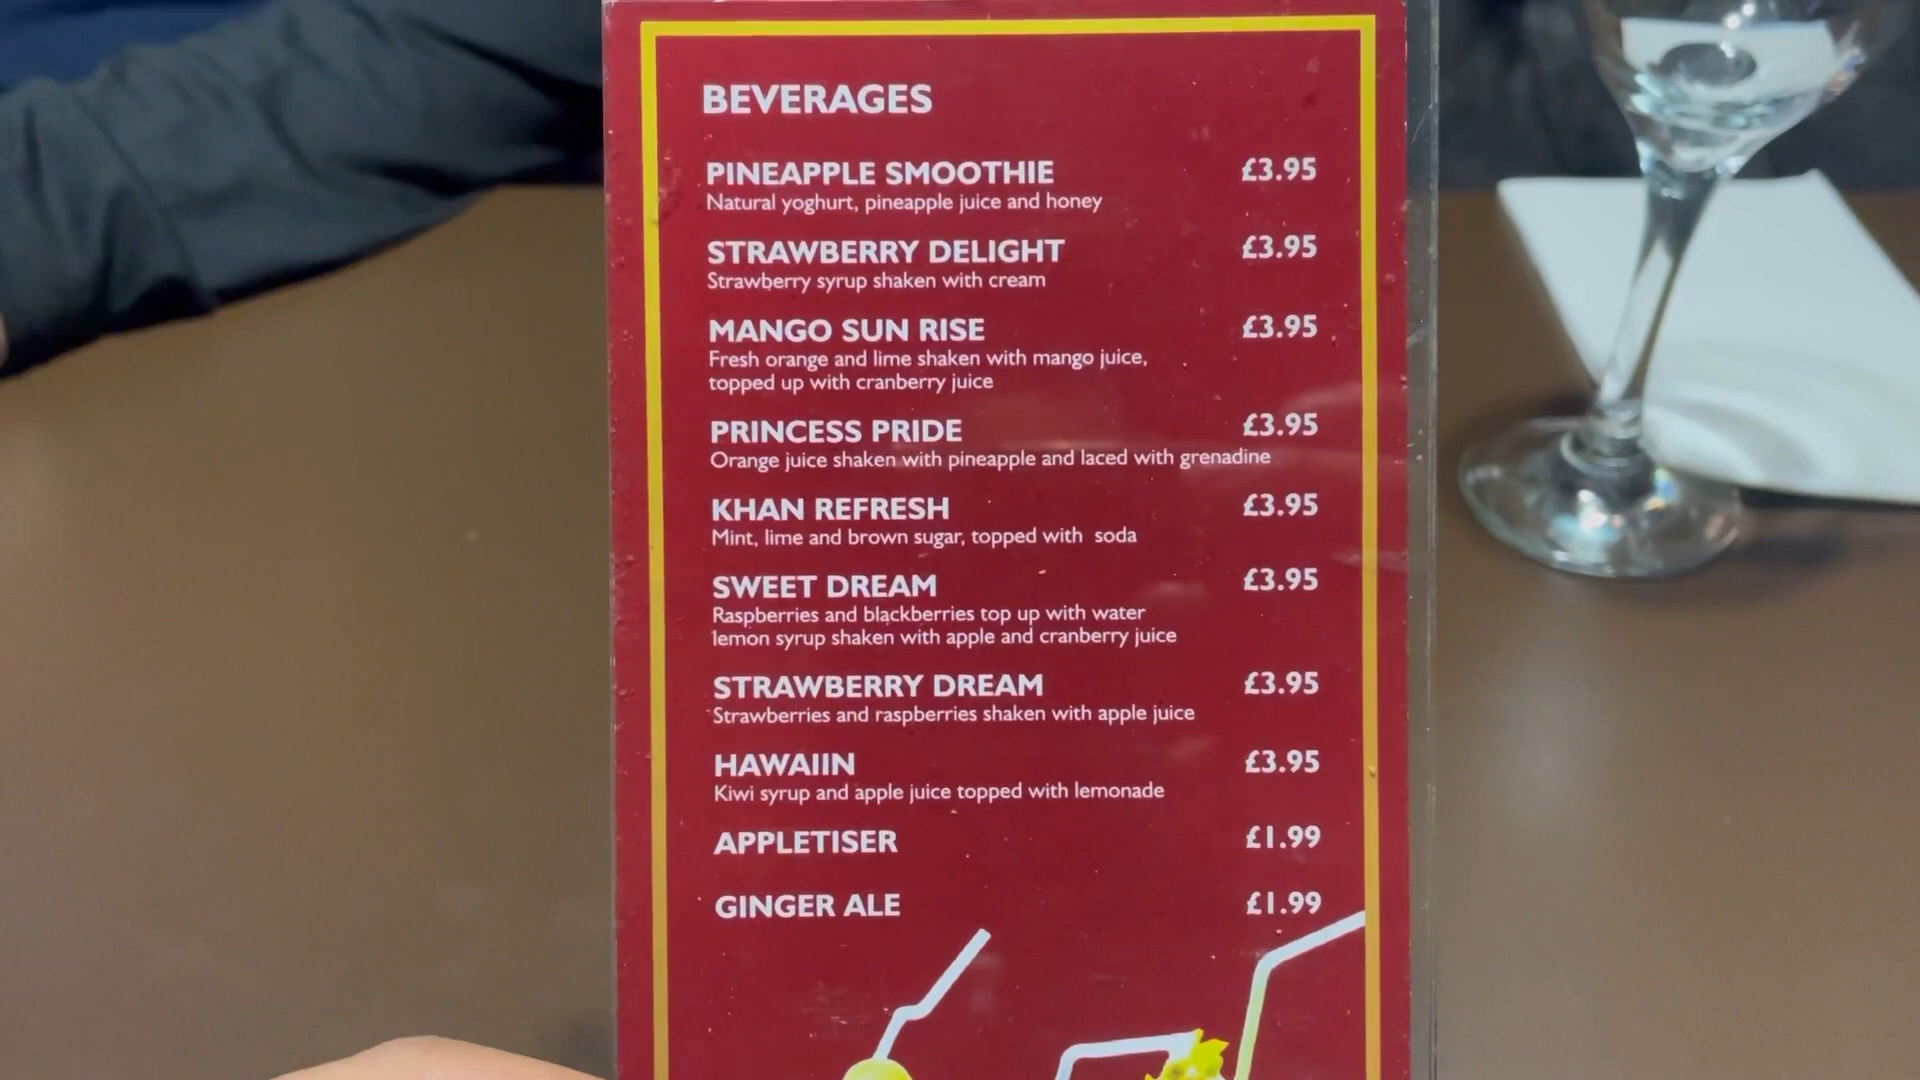 BEVERAGES
PINEAPPLE SMOOTHIE £3.95
Natural yoghurt, pineapple juice and honey
STRAWBERRY DELIGHT £3.95
Strawberry syrup shaken with cream
MANGO SUN RISE £3.95
Fresh orange and lime shaken with mango juice,
topped up with cranberry juice
PRINCESS PRIDE £3.95
Orange juice shaken with pineapple and laced with grenadine
KHAN REFRESH £3.95
Mint, lime and brown sugar, topped with soda
SWEET DREAM £3.95
Raspberries and blackberries top up with water
lemon syrup shaken with apple and cranberry juice
STRAWBERRY DREAM £3.95
Strawberries and raspberries shaken with apple juice
HAWAIIN £3.95
Kiwi syrup and apple juice topped with lemonade
APPLETISER £1.99
GINGER ALE £1.99